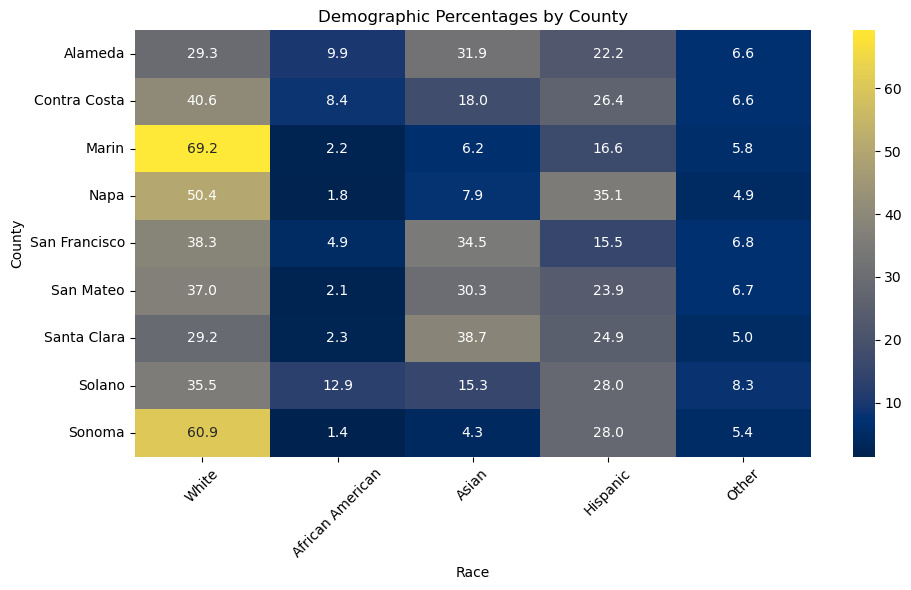 Demographic Percentages by County
County
Alameda 29.3 9.9 31.9 22.2 6.6
Contra Costa 40.6 8.4 18.0 26.4 6.6
Marin 69.2 2.2 6.2 16.6 5.8
Napa 50.4 1.8 7.9 35.1 4.9
San Francisco 38.3 4.9 34.5 15.5 6.8
San Mateo 37.0 2.1 30.3 23.9 6.7
Santa Clara 29.2 2.3 38.7 24.9 5.0
Solano 35.5 12.9 15.3 28.0 8.3
Sonoma 60.9 1.4 4.3 28.0 5.4
White African American Asian Hispanic Other
Race
60
50
40
30
20
10